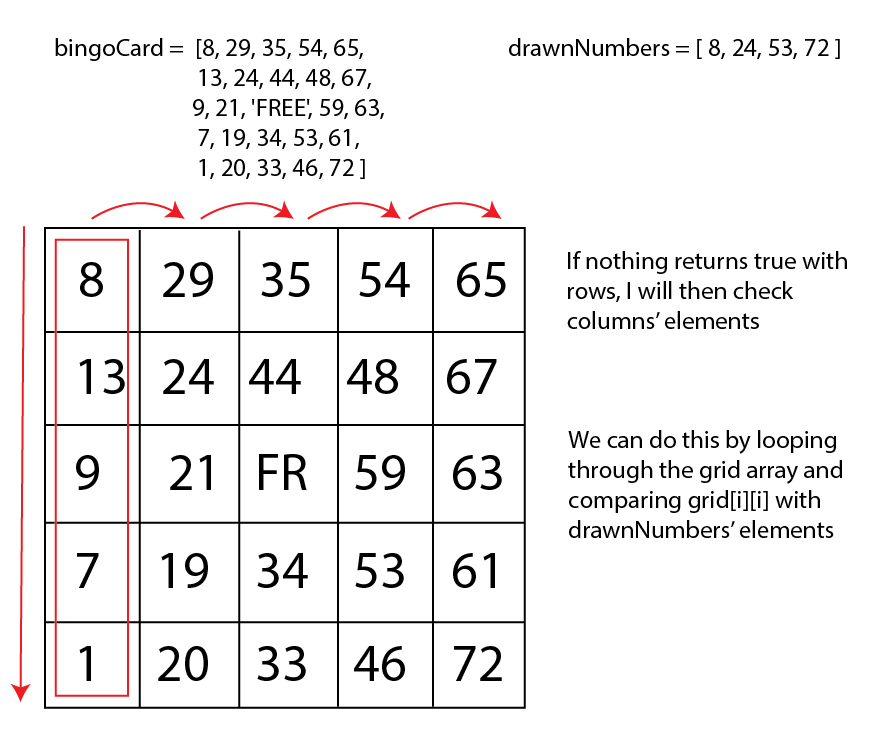 bingoCard = [8, 29, 35, 54, 65,
13, 24, 44, 48, 67,
9, 21, 'FREE', 59, 63,
7, 19, 34, 53, 61,
1, 20, 33, 46, 72 ]
drawnNumbers = [ 8, 24, 53, 72 ]
8 29 35 54 65
13 24 44 48 67
9 21 FR 59 63
7 19 34 53 61
1 20 33 46 72
If nothing returns true with
rows, I will then check
columns’ elements
We can do this by looping
through the grid array and
comparing grid[i][i] with
drawnNumbers’ elements